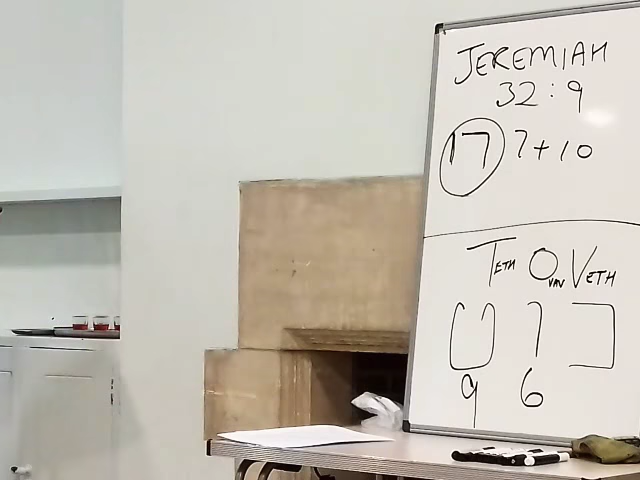 JEREMIAH
32:9
17 7+10
TETH O VAV VETH
ט ו ב
9 6